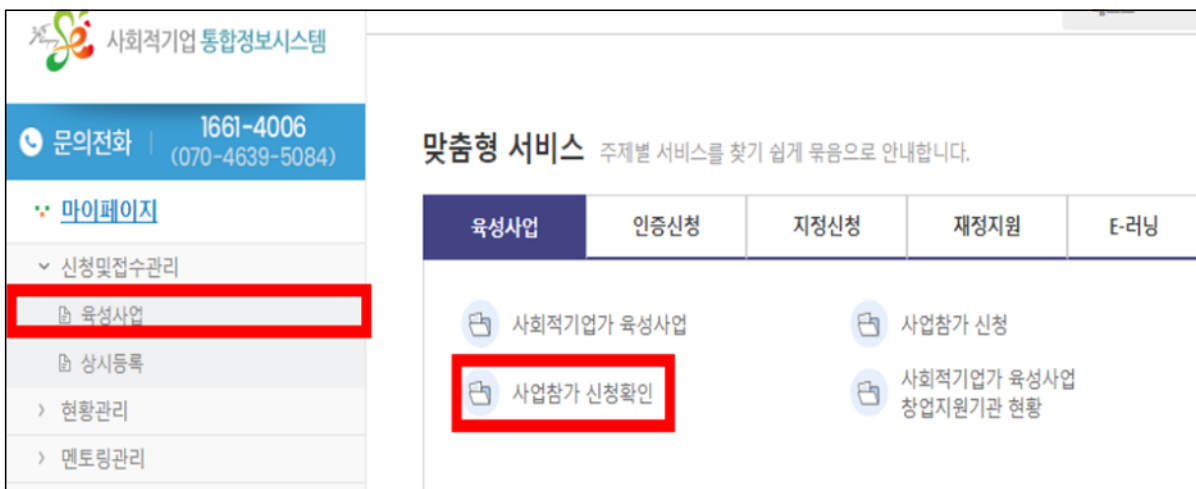 사회적기업 통합정보시스템
문의전화 | 1661-4006
(070-4639-5084)
마이페이지
신청및접수관리
육성사업
상시등록
현황관리
멘토링관리
맞춤형 서비스 주제별 서비스를 찾기 쉽게 묶음으로 안내합니다.
육성사업 인증신청 지정신청 재정지원 E-러닝
사회적기업가 육성사업
사업참가 신청
사업참가 신청확인
사회적기업가 육성사업
창업지원기관 현황